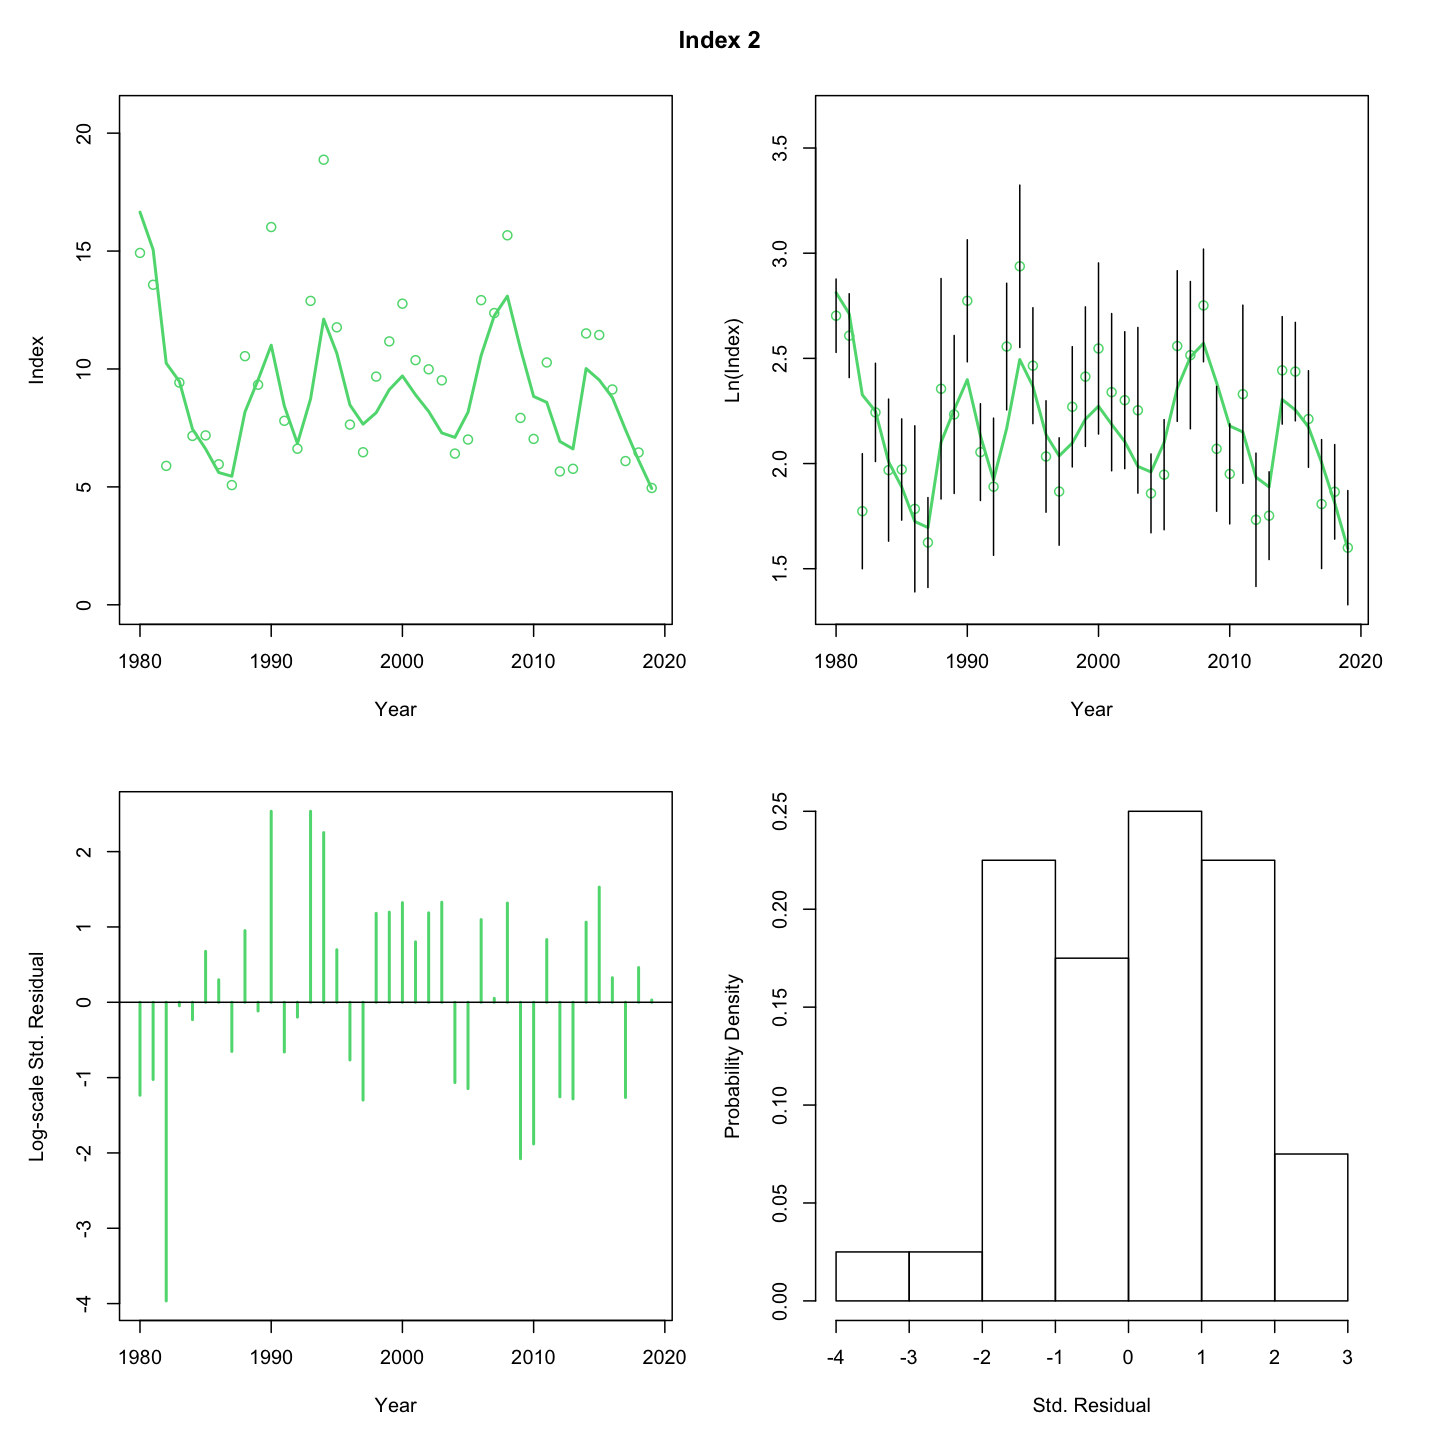 Index 2
Index
20
15
10
5
0
1980 1990 2000 2010 2020
Year
Ln(Index)
3.5
3.0
2.5
2.0
1.5
1980 1990 2000 2010 2020
Year
Log-scale Std. Residual
2
1
0
-1
-2
-3
-4
1980 1990 2000 2010 2020
Year
Probability Density
0.25
0.20
0.15
0.10
0.05
0.00
-4 -3 -2 -1 0 1 2 3
Std. Residual